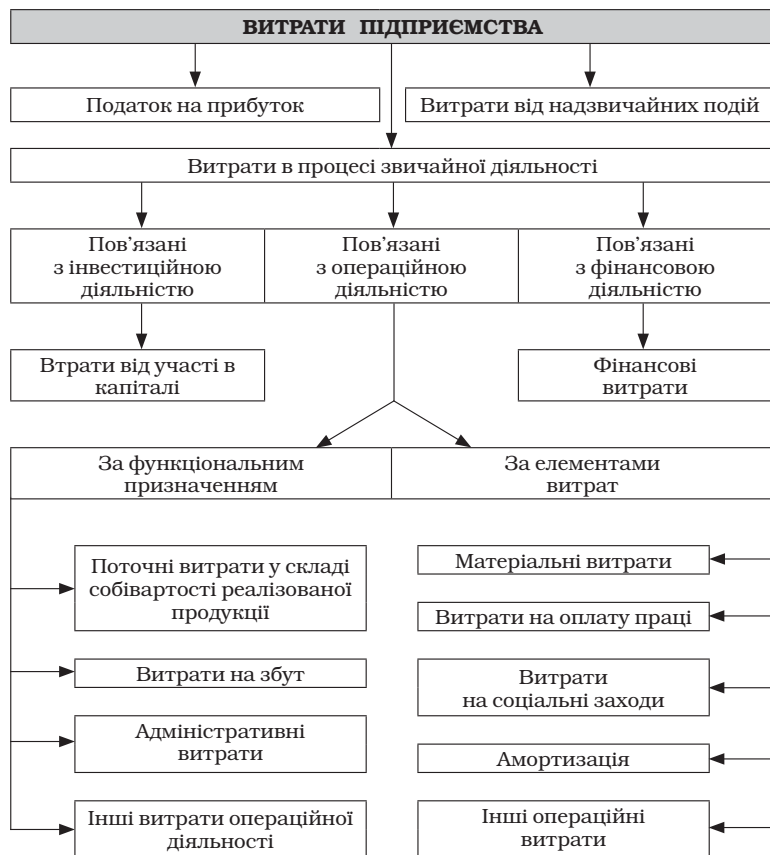 ВИТРАТИ ПІДПРИЄМСТВА
Податок на прибуток
Витрати від надзвичайних подій
Витрати в процесі звичайної діяльності
Пов’язані
з інвестиційною
діяльністю
Пов’язані
з операційною
діяльністю
Пов’язані
з фінансовою
діяльністю
Втрати від участі в
капіталі
Фінансові
витрати
За функціональним
призначенням
За елементами
витрат
Поточні витрати у складі
собівартості реалізованої
продукції
Витрати на збут
Адміністративні
витрати
Інші витрати операційної
діяльності
Матеріальні витрати
Витрати на оплату праці
Витрати
на соціальні заходи
Амортизація
Інші операційні
витрати